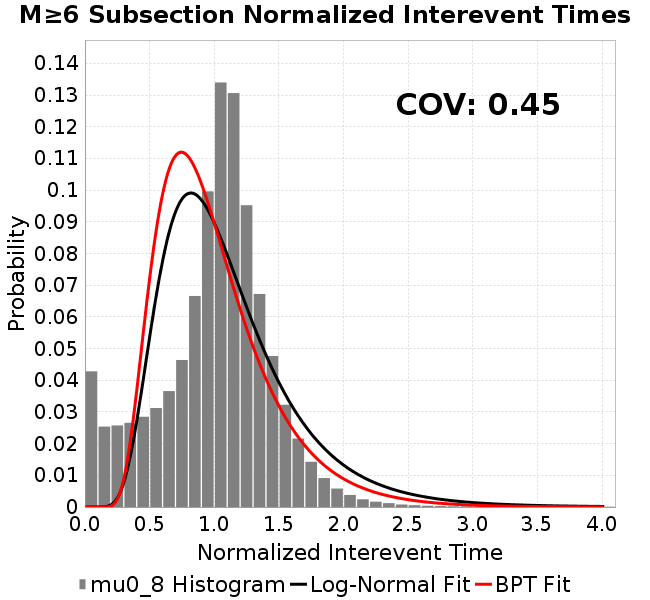 M≥6 Subsection Normalized Interevent Times
COV: 0.45
Probability
0.14
0.13
0.12
0.11
0.1
0.09
0.08
0.07
0.06
0.05
0.04
0.03
0.02
0.01
0
0.0 0.5 1.0 1.5 2.0 2.5 3.0 3.5 4.0
Normalized Interevent Time
mu0_8 Histogram Log-Normal Fit BPT Fit